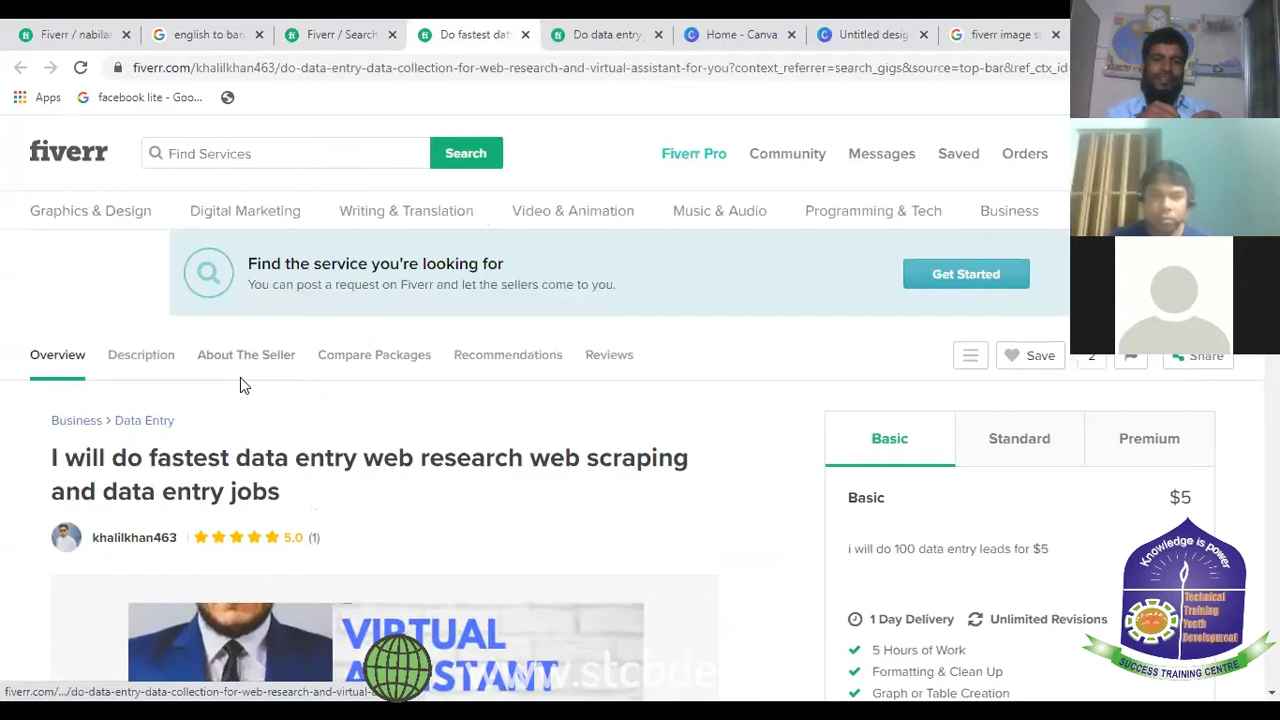 Fiverr / nabila
english to ban
Fiverr / Search
Do fastest dat
Do data entry
Home - Canva
Untitled desig
fiverr image si
fiverr.com/khalilkhan463/do-data-entry-data-collection-for-web-research-and-virtual-assistant-for-you?context_referrer=search_gigs&source=top-bar&ref_ctx_id
Apps
facebook lite - Goo...
fiverr
Find Services
Search
Fiverr Pro
Community
Messages
Saved
Orders
Graphics & Design
Digital Marketing
Writing & Translation
Video & Animation
Music & Audio
Programming & Tech
Business
Find the service you're looking for
You can post a request on Fiverr and let the sellers come to you.
Get Started
Overview
Description
About The Seller
Compare Packages
Recommendations
Reviews
Save
2
Share
Business > Data Entry
I will do fastest data entry web research web scraping
and data entry jobs
khalilkhan463
5.0 (1)
Basic
Standard
Premium
Basic
$5
i will do 100 data entry leads for $5
1 Day Delivery
Unlimited Revisions
5 Hours of Work
Formatting & Clean Up
Graph or Table Creation
VIRTUAL
ASSISTANT
www.stcbde
fiverr.com/.../do-data-entry-data-collection-for-web-research-and-virtual-
Knowledge is power
Technical
Training
Youth
Development
SUCCESS TRAINING CENTRE